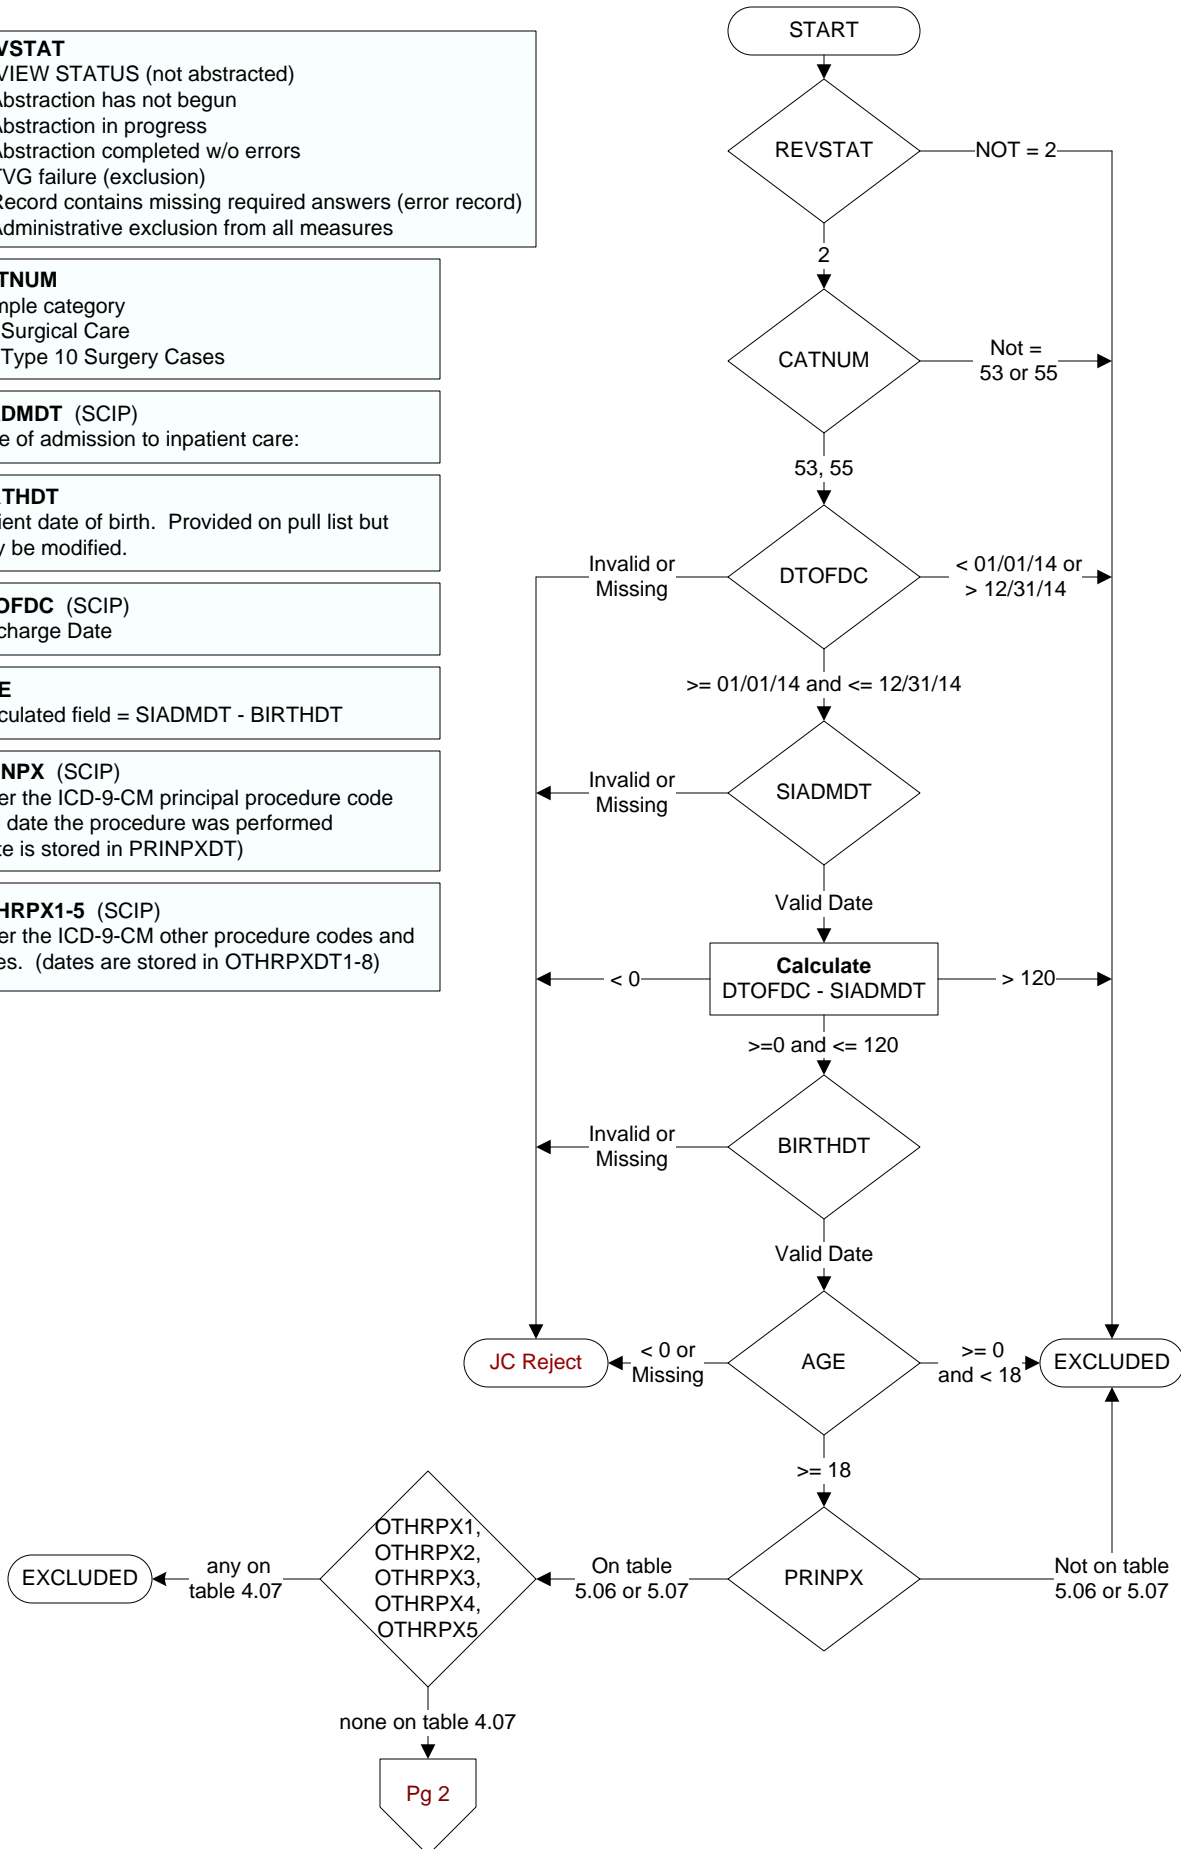 VSTAT
VIEW STATUS (not abstracted)
Abstraction has not begun
Abstraction in progress
Abstraction completed w/o errors
TVG failure (exclusion)
Record contains missing required answers (error record)
Administrative exclusion from all measures
TNUM
mple category
Surgical Care
Type 10 Surgery Cases
ADMDT (SCIP)
e of admission to inpatient care:
RTHDT
ient date of birth. Provided on pull list but
y be modified.
OFDC (SCIP)
charge Date
E
culated field = SIADMDT - BIRTHDT
INPX (SCIP)
er the ICD-9-CM principal procedure code
date the procedure was performed
te is stored in PRINPXDT)
HRPX1-5 (SCIP)
er the ICD-9-CM other procedure codes and
es. (dates are stored in OTHRPXDT1-8)
START
REVSTAT
NOT = 2
2
CATNUM
Not =
53 or 55
53, 55
Invalid or
Missing
DTOFDC
< 01/01/14 or
> 12/31/14
>= 01/01/14 and <= 12/31/14
Invalid or
Missing
SIADMDT
Valid Date
< 0
Calculate
DTOFDC - SIADMDT
> 120
>=0 and <= 120
Invalid or
Missing
BIRTHDT
Valid Date
JC Reject
< 0 or
Missing
AGE
>= 0
and < 18
EXCLUDED
>= 18
EXCLUDED
any on
table 4.07
OTHRPX1,
OTHRPX2,
OTHRPX3,
OTHRPX4,
OTHRPX5
On table
5.06 or 5.07
PRINPX
Not on table
5.06 or 5.07
none on table 4.07
Pg 2